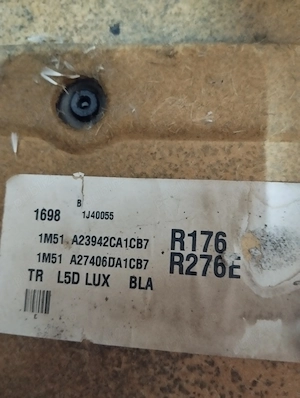 B
1698 1J40055
1M51 A23942CA1CB7 R176
1M51 A27406DA1CB7 R276E
TR L5D LUX BLA
C